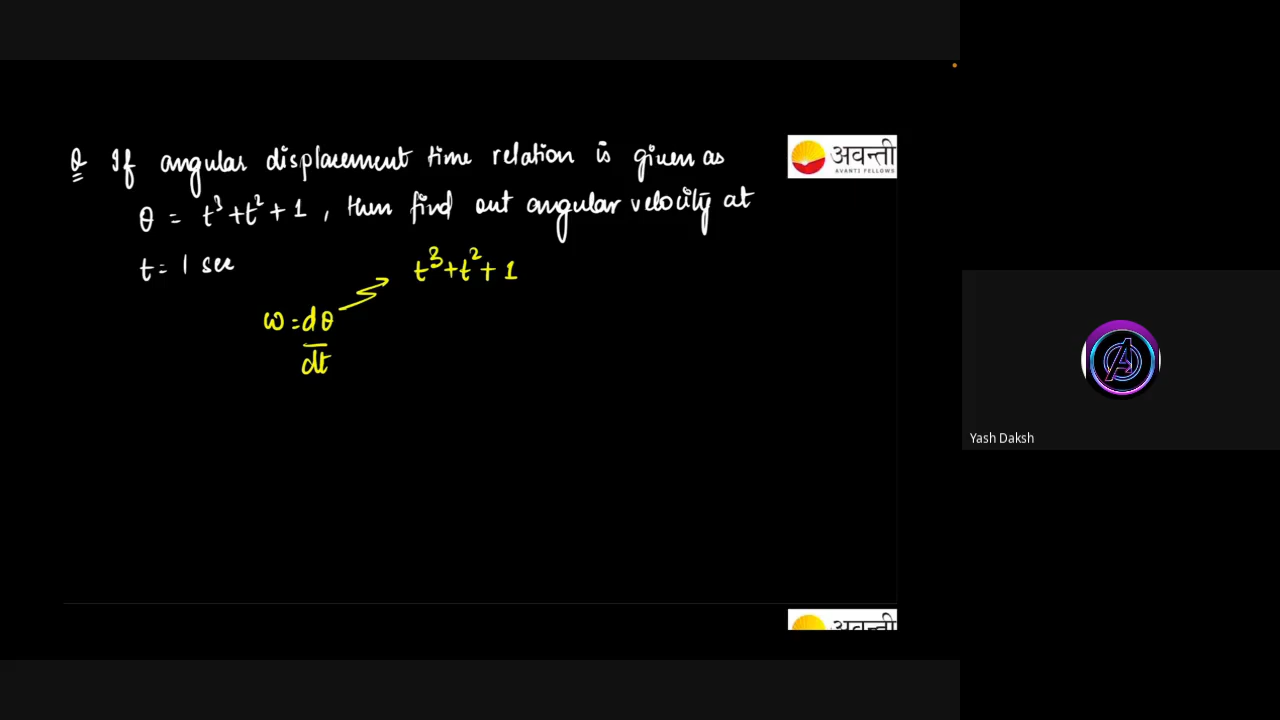 Q If angular displacement time relation is given as
θ = t³+t²+1, then find out angular velocity at
t = 1 sec
t³+t²+1
ω = dθ
dt
अवन्ती
AVANTI FELLOWS
Yash Daksh
अवन्ती